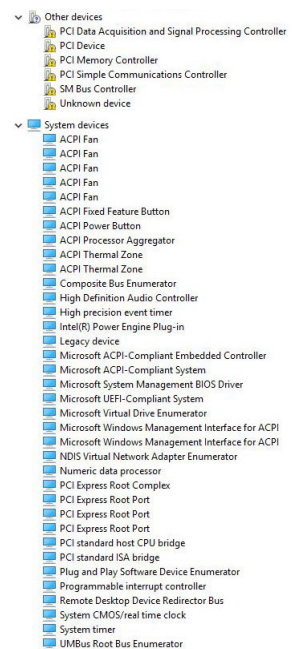 Other devices
PCI Data Acquisition and Signal Processing Controller
PCI Device
PCI Memory Controller
PCI Simple Communications Controller
SM Bus Controller
Unknown device
System devices
ACPI Fan
ACPI Fan
ACPI Fan
ACPI Fan
ACPI Fan
ACPI Fixed Feature Button
ACPI Power Button
ACPI Processor Aggregator
ACPI Thermal Zone
ACPI Thermal Zone
Composite Bus Enumerator
High Definition Audio Controller
High precision event timer
Intel(R) Power Engine Plug-in
Legacy device
Microsoft ACPI-Compliant Embedded Controller
Microsoft ACPI-Compliant System
Microsoft System Management BIOS Driver
Microsoft UEFI-Compliant System
Microsoft Virtual Drive Enumerator
Microsoft Windows Management Interface for ACPI
Microsoft Windows Management Interface for ACPI
NDIS Virtual Network Adapter Enumerator
Numeric data processor
PCI Express Root Complex
PCI Express Root Port
PCI Express Root Port
PCI Express Root Port
PCI standard host CPU bridge
PCI standard ISA bridge
Plug and Play Software Device Enumerator
Programmable interrupt controller
Remote Desktop Device Redirector Bus
System CMOS/real time clock
System timer
UMBus Root Bus Enumerator